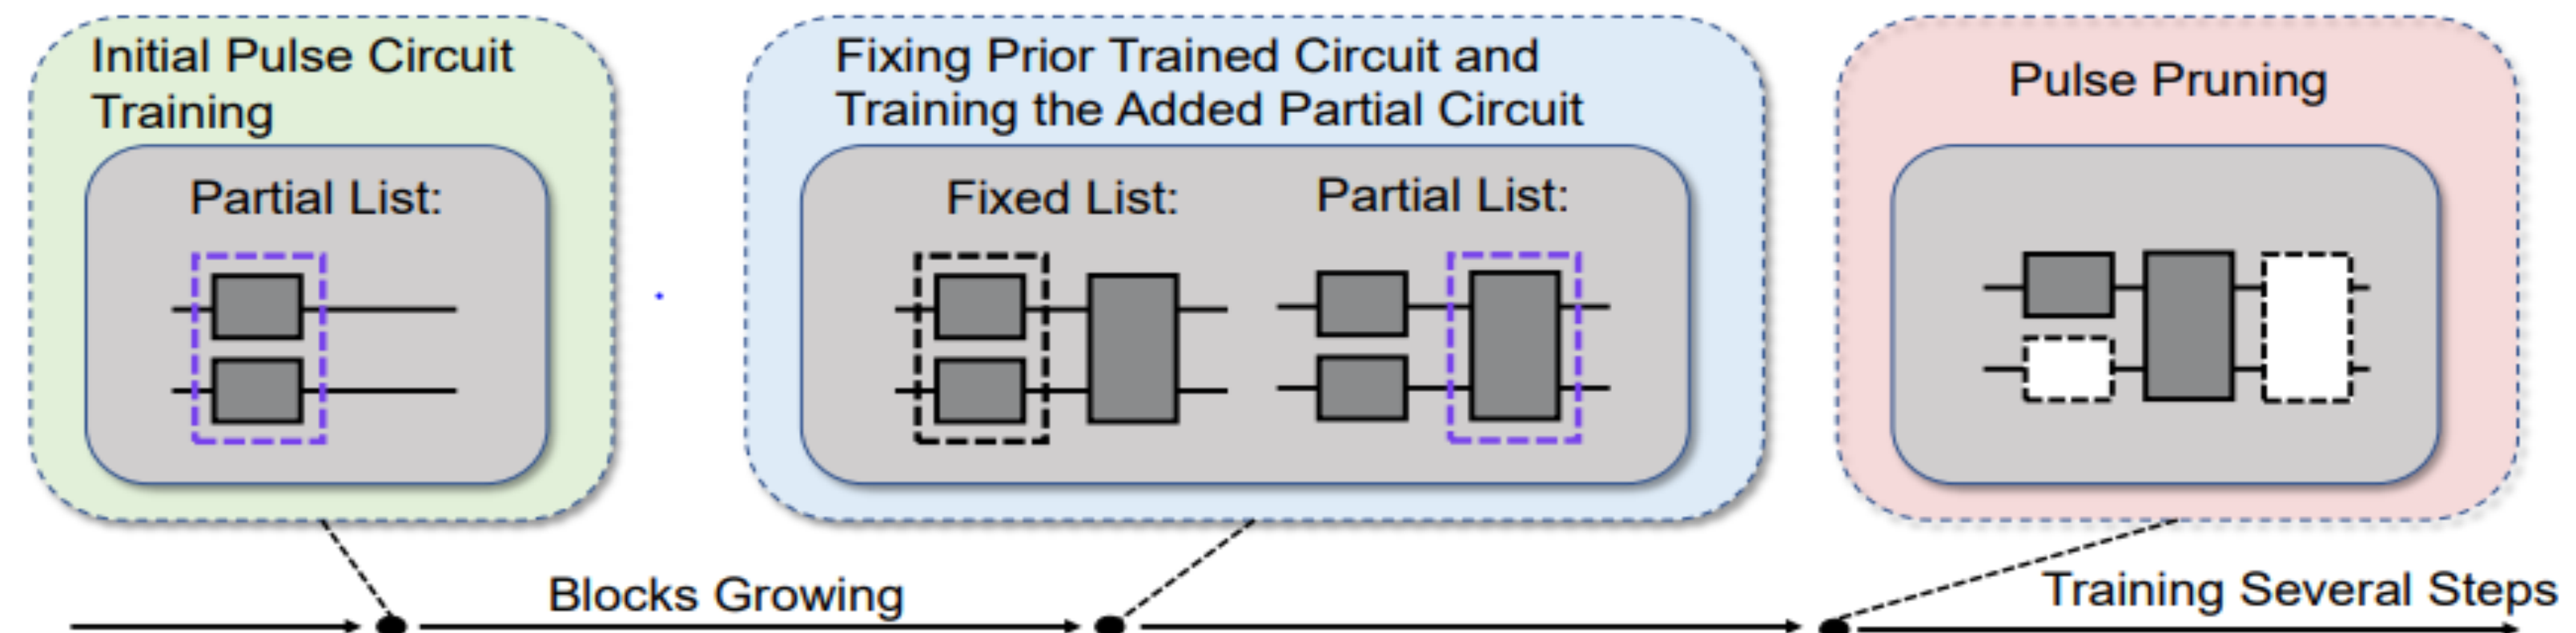 Initial Pulse Circuit
Training
Partial List:
Fixing Prior Trained Circuit and
Training the Added Partial Circuit
Fixed List:
Partial List:
Pulse Pruning
Blocks Growing
Training Several Steps